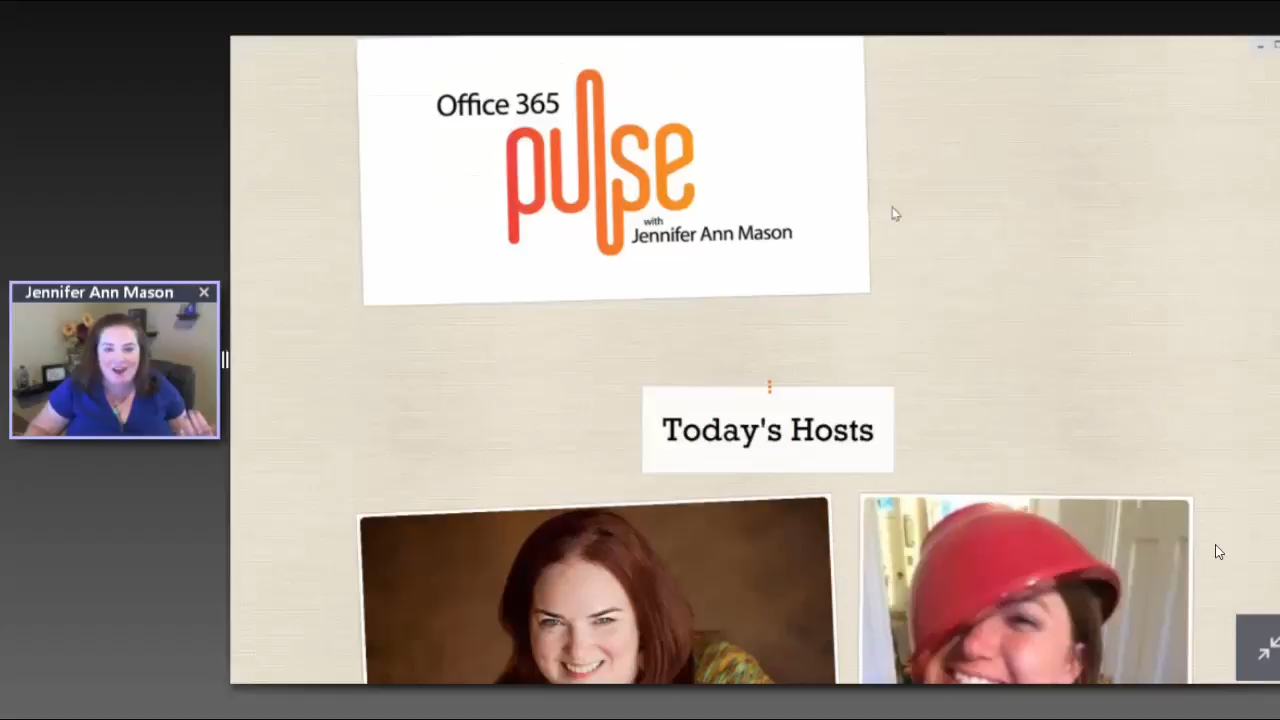 Office 365
pulse
with
Jennifer Ann Mason
Jennifer Ann Mason
Today's Hosts